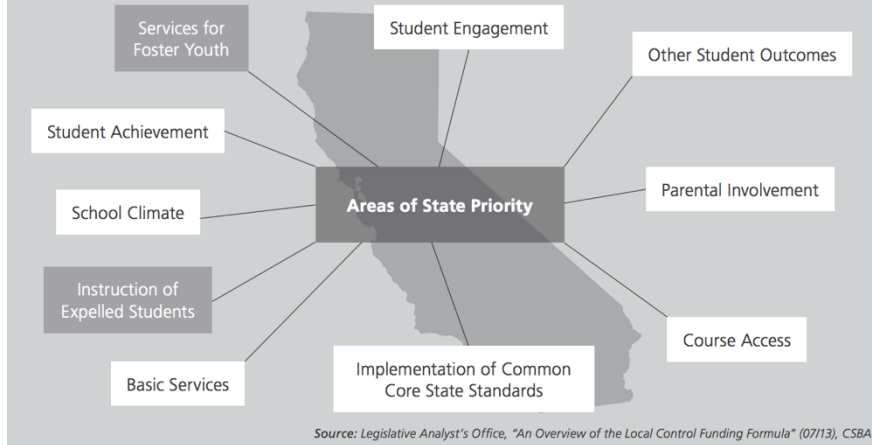 Services for
Foster Youth
Student Engagement
Other Student Outcomes
Student Achievement
School Climate
Areas of State Priority
Parental Involvement
Instruction of
Expelled Students
Basic Services
Implementation of Common
Core State Standards
Course Access
Source: Legislative Analyst's Office, "An Overview of the Local Control Funding Formula" (07/13), CSBA